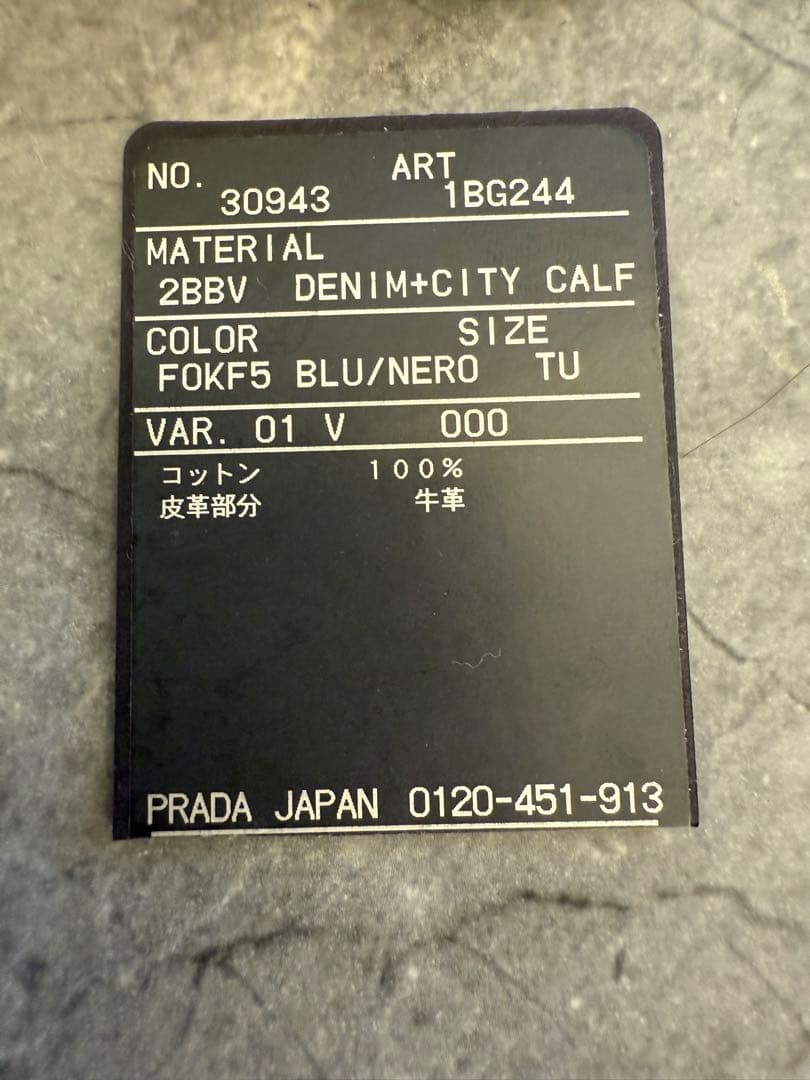 NO. ART
30943 1BG244
MATERIAL
2BBV DENIM+CITY CALF
COLOR SIZE
F0KF5 BLU/NERO TU
VAR. 01 V 000
コットン 100%
皮革部分 牛革
PRADA JAPAN 0120-451-913